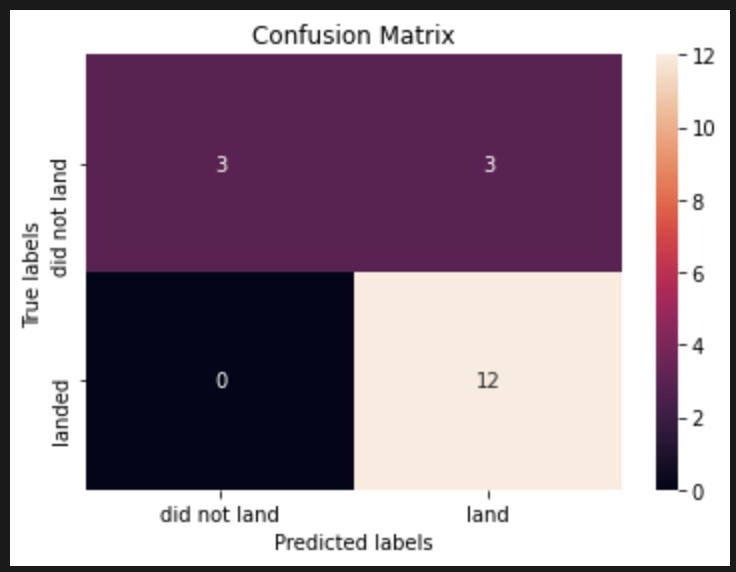 Confusion Matrix
True labels
did not land
landed
3 3
0 12
did not land land
Predicted labels
12
10
8
6
4
2
0